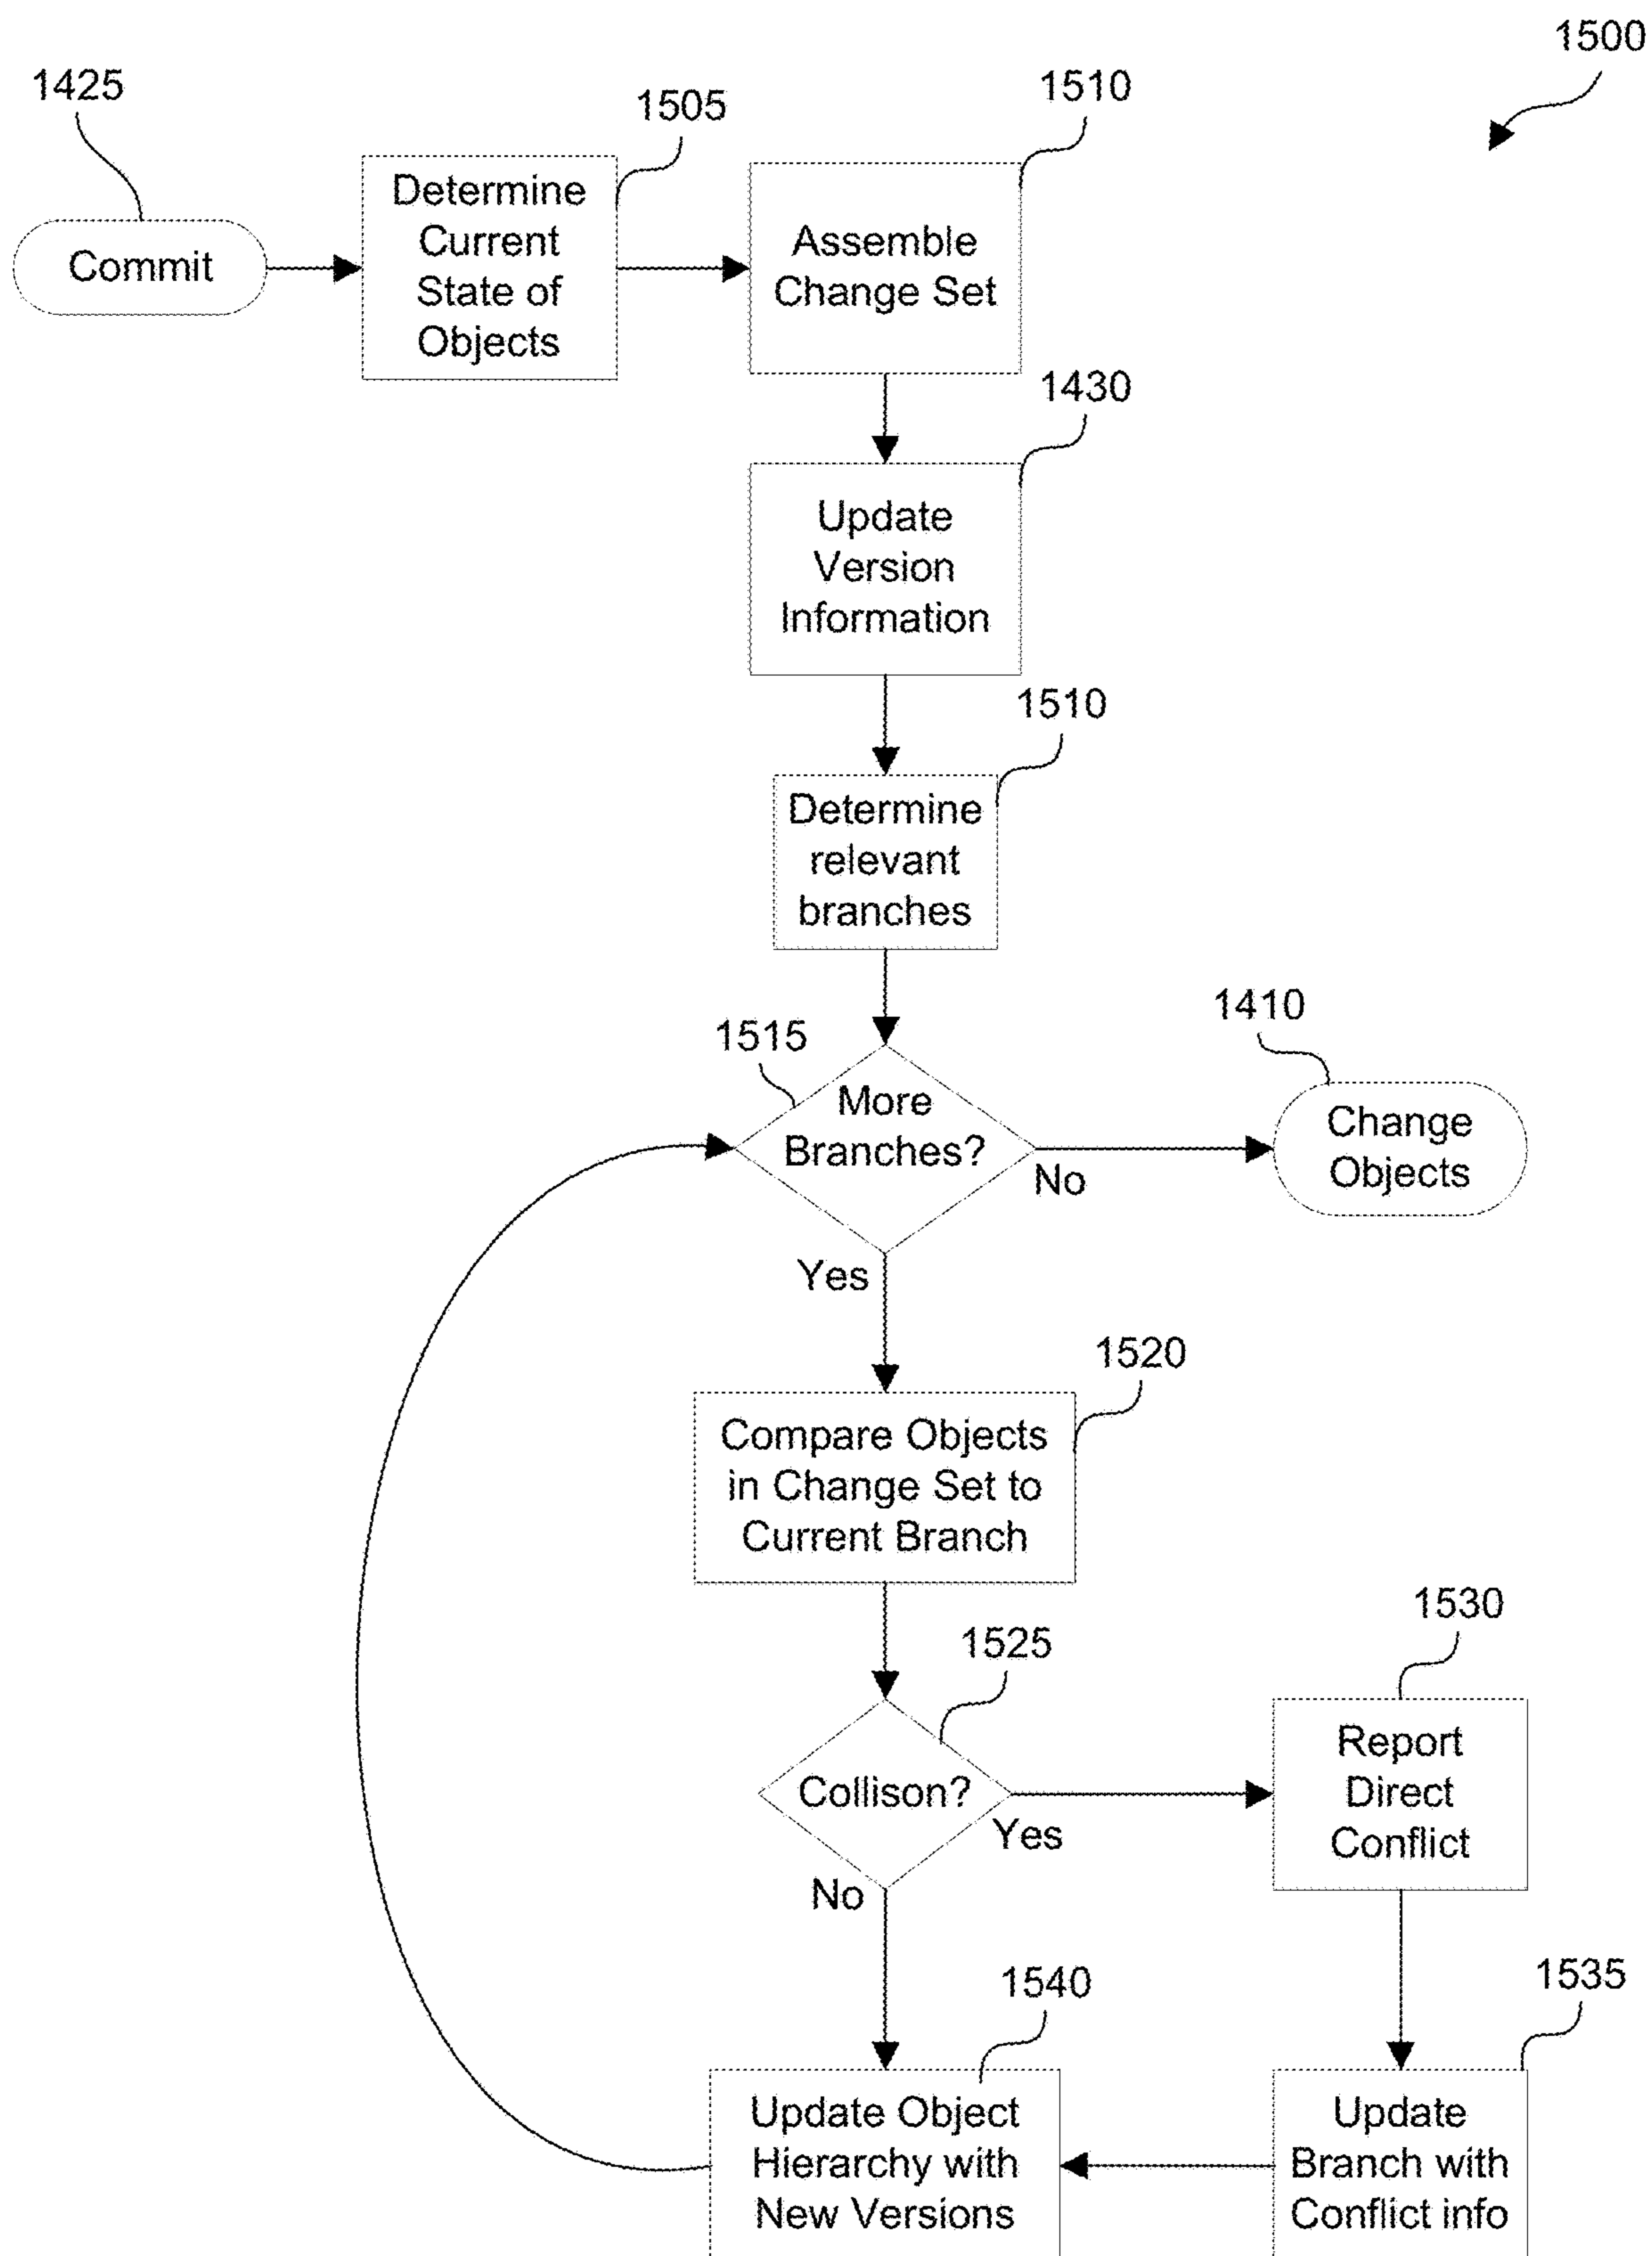 1500
1425
1505
1510
Commit
Determine
Current
State of
Objects
Assemble
Change Set
1430
Update
Version
Information
1510
Determine
relevant
branches
1515
1410
More
Branches?
Change
Objects
No
Yes
1520
Compare Objects
in Change Set to
Current Branch
1525
1530
Collison?
Yes
No
Report
Direct
Conflict
1540
1535
Update Object
Hierarchy with
New Versions
Update
Branch with
Conflict info